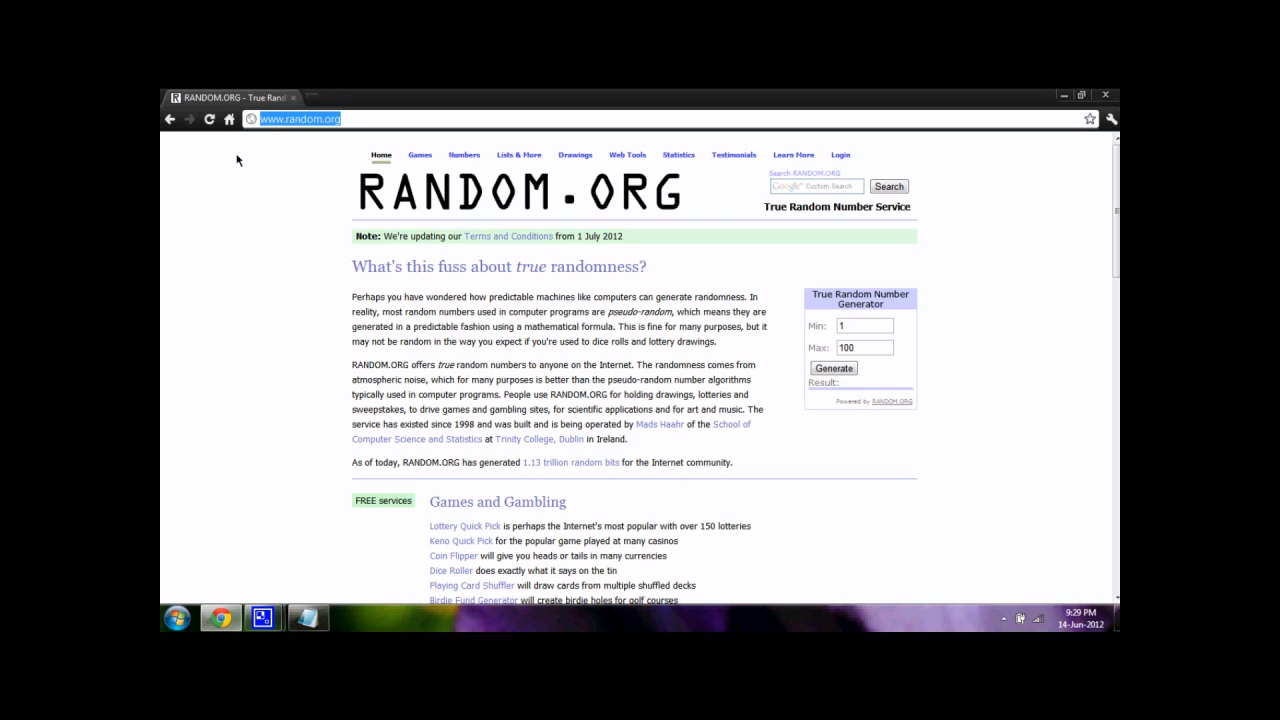 RANDOM.ORG - True Rand
www.random.org
Home Games Numbers Lists & More Drawings Web Tools Statistics Testimonials Learn More Login
RANDOM.ORG
Search RANDOM.ORG
Google™ Custom Search Search
True Random Number Service
Note: We're updating our Terms and Conditions from 1 July 2012
What's this fuss about true randomness?
Perhaps you have wondered how predictable machines like computers can generate randomness. In
reality, most random numbers used in computer programs are pseudo-random, which means they are
generated in a predictable fashion using a mathematical formula. This is fine for many purposes, but it
may not be random in the way you expect if you're used to dice rolls and lottery drawings.
RANDOM.ORG offers true random numbers to anyone on the Internet. The randomness comes from
atmospheric noise, which for many purposes is better than the pseudo-random number algorithms
typically used in computer programs. People use RANDOM.ORG for holding drawings, lotteries and
sweepstakes, to drive games and gambling sites, for scientific applications and for art and music. The
service has existed since 1998 and was built and is being operated by Mads Haahr of the School of
Computer Science and Statistics at Trinity College, Dublin in Ireland.
As of today, RANDOM.ORG has generated 1.13 trillion random bits for the Internet community.
True Random Number
Generator
Min: 1
Max: 100
Generate
Result:
Powered by RANDOM.ORG
FREE services
Games and Gambling
Lottery Quick Pick is perhaps the Internet's most popular with over 150 lotteries
Keno Quick Pick for the popular game played at many casinos
Coin Flipper will give you heads or tails in many currencies
Dice Roller does exactly what it says on the tin
Playing Card Shuffler will draw cards from multiple shuffled decks
Birdie Fund Generator will create birdie holes for golf courses
9:29 PM
14-Jun-2012